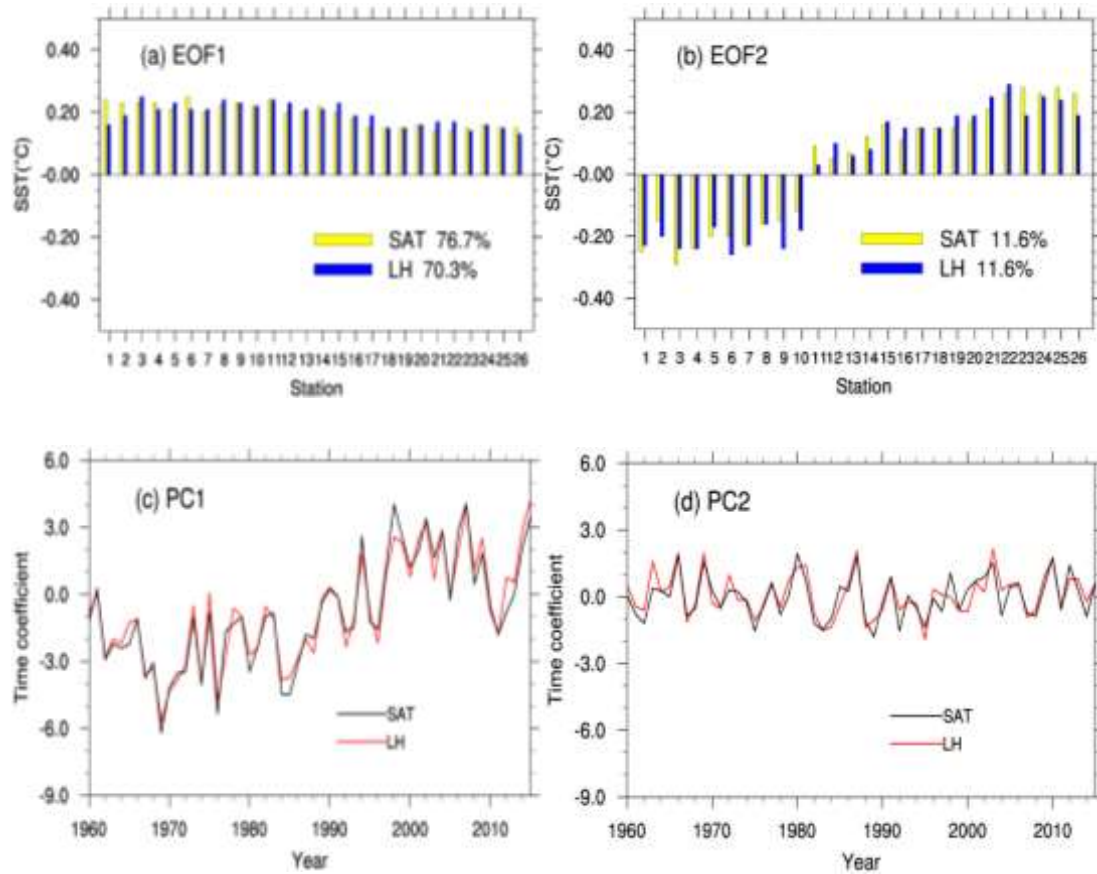 (a) EOF1
0.40
0.20
-0.00
-0.20
-0.40
SST(°C)
SAT 76.7%
LH 70.3%
1 2 3 4 5 6 7 8 9 10 11 12 13 14 15 16 17 18 19 20 21 22 23 24 25 26
Station
(b) EOF2
0.40
0.20
-0.00
-0.20
-0.40
SST(°C)
SAT 11.6%
LH 11.6%
1 2 3 4 5 6 7 8 9 10 11 12 13 14 15 16 17 18 19 20 21 22 23 24 25 26
Station
(c) PC1
6.0
3.0
0.0
-3.0
-6.0
-9.0
Time coefficient
SAT
LH
1960 1970 1980 1990 2000 2010
Year
(d) PC2
6.0
3.0
0.0
-3.0
-6.0
-9.0
Time coefficient
SAT
LH
1960 1970 1980 1990 2000 2010
Year